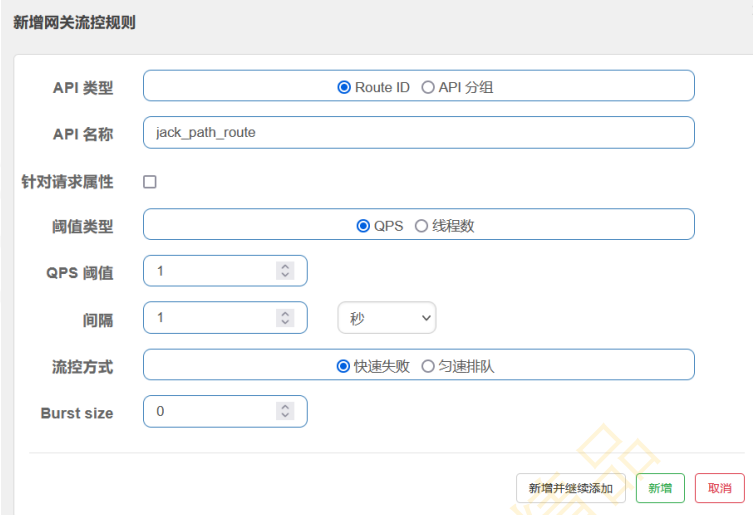 新增网关流控规则
API 类型 Route ID API 分组
API 名称 jack_path_route
针对请求属性
阈值类型 QPS 线程数
QPS 阈值 1
间隔 1 秒
流控方式 快速失败 匀速排队
Burst size 0
新增并继续添加 新增 取消